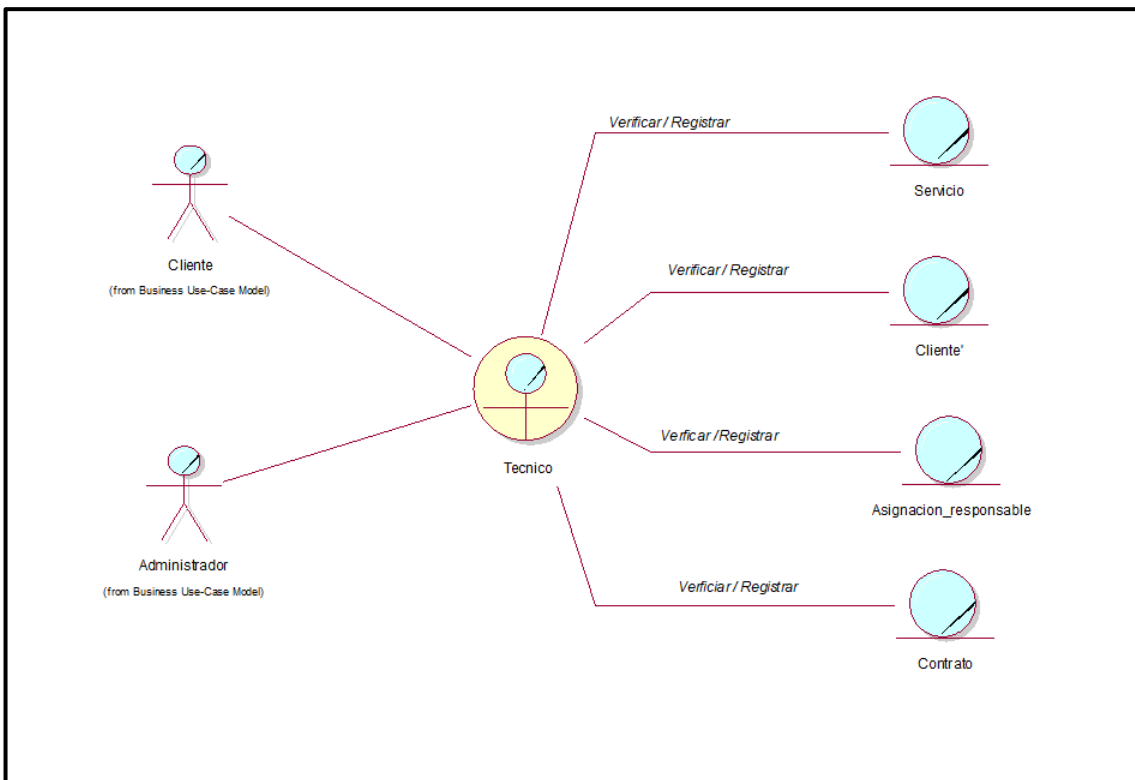 Verificar / Registrar
Servicio
Cliente
(from Business Use-Case Model)
Verificar / Registrar
Cliente'
Tecnico
Verficar /Registrar
Asignacion_responsable
Administrador
(from Business Use-Case Model)
Verficiar / Registrar
Contrato